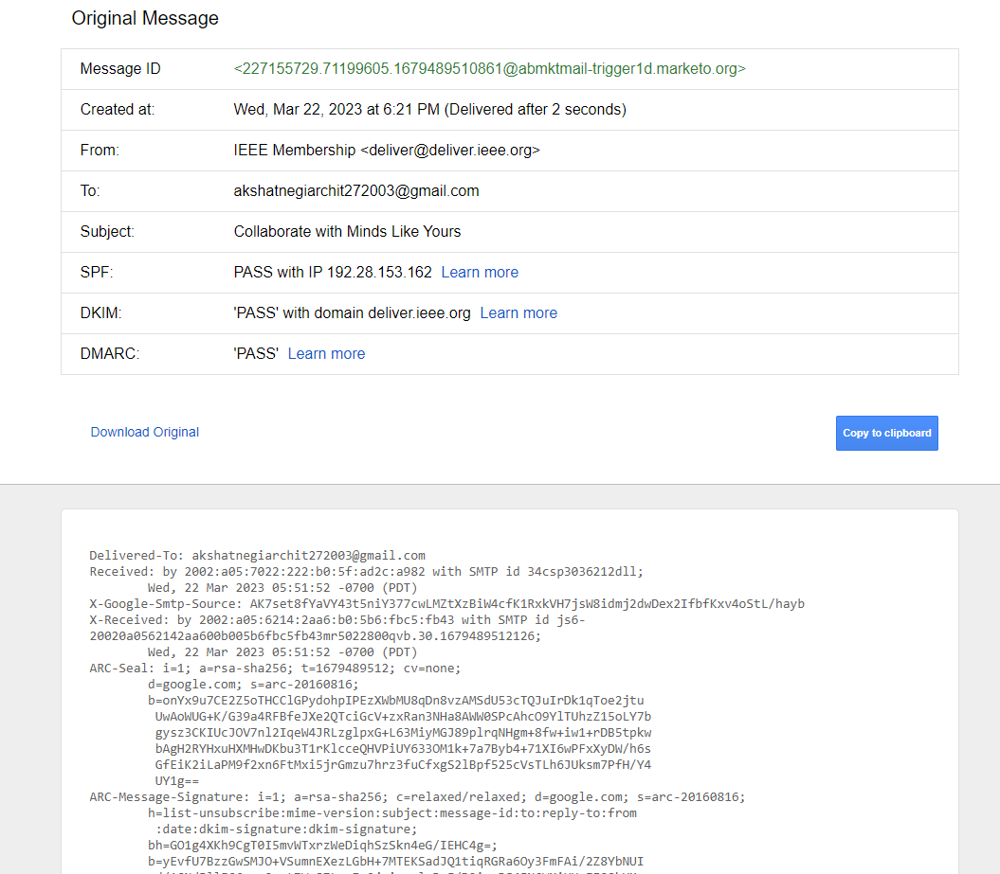 Original Message
Message ID <227155729.71199605.1679489510861@abmktmail-trigger1d.marketo.org>
Created at: Wed, Mar 22, 2023 at 6:21 PM (Delivered after 2 seconds)
From: IEEE Membership <deliver@deliver.ieee.org>
To: akshatnegiarchit272003@gmail.com
Subject: Collaborate with Minds Like Yours
SPF: PASS with IP 192.28.153.162 Learn more
DKIM: 'PASS' with domain deliver.ieee.org Learn more
DMARC: 'PASS' Learn more
Download Original
Copy to clipboard
Delivered-To: akshatnegiarchit272003@gmail.com
Received: by 2002:a05:7022:222:b0:5f:ad2c:a982 with SMTP id 34csp3036212dll;
Wed, 22 Mar 2023 05:51:52 -0700 (PDT)
X-Google-Smtp-Source: AK7set8fYaVY43t5niY377cwLMZtXzBiW4cfK1RxkVH7jsW8idmj2dwDex2IfbfKxv4oStL/hayb
X-Received: by 2002:a05:6214:2aa6:b0:5b6:fbc5:fb43 with SMTP id js6-
20020a0562142aa600b005b6fbc5fb43mr5022800qvb.30.1679489512126;
Wed, 22 Mar 2023 05:51:52 -0700 (PDT)
ARC-Seal: i=1; a=rsa-sha256; t=1679489512; cv=none;
d=google.com; s=arc-20160816;
b=onYx9u7CE2Z5oTHCClGPydohpIPEzXWbMU8qDn8vzAMSdU53cTQJuIrDk1qToe2jtu
UwAoWUG+K/G39a4RFBfeJXe2QTciGcV+zxRan3NHa8AWW0SPcAhcO9YlTUhzZ15oLY7b
gysz3CKIUcJOV7nl2IqeW4JRLzglpxG+L63MiyMGJ89plrqNHgm+8fw+iw1+rDB5tpkw
bAgH2RYHxuHXMHwDKbu3T1rKlcceQHVPiUY633OM1k+7a7Byb4+71XI6wPFxXyDW/h6s
GfEiK2iLaPM9f2xn6FtMxi5jrGmzu7hrz3fuCfxgS2lBpf525cVsTLh6JUksm7PfH/Y4
UY1g==
ARC-Message-Signature: i=1; a=rsa-sha256; c=relaxed/relaxed; d=google.com; s=arc-20160816;
h=list-unsubscribe:mime-version:subject:message-id:to:reply-to:from
:date:dkim-signature:dkim-signature;
bh=GO1g4XKh9CgT0I5mvWTxrzWeDiqhSzSkn4eG/IEHC4g=;
b=yEvfU7BzzGwSMJO+VSumnEXezLGbH+7MTEKSadJQ1tiqRGRa6Oy3FmFAi/2Z8YbNUI